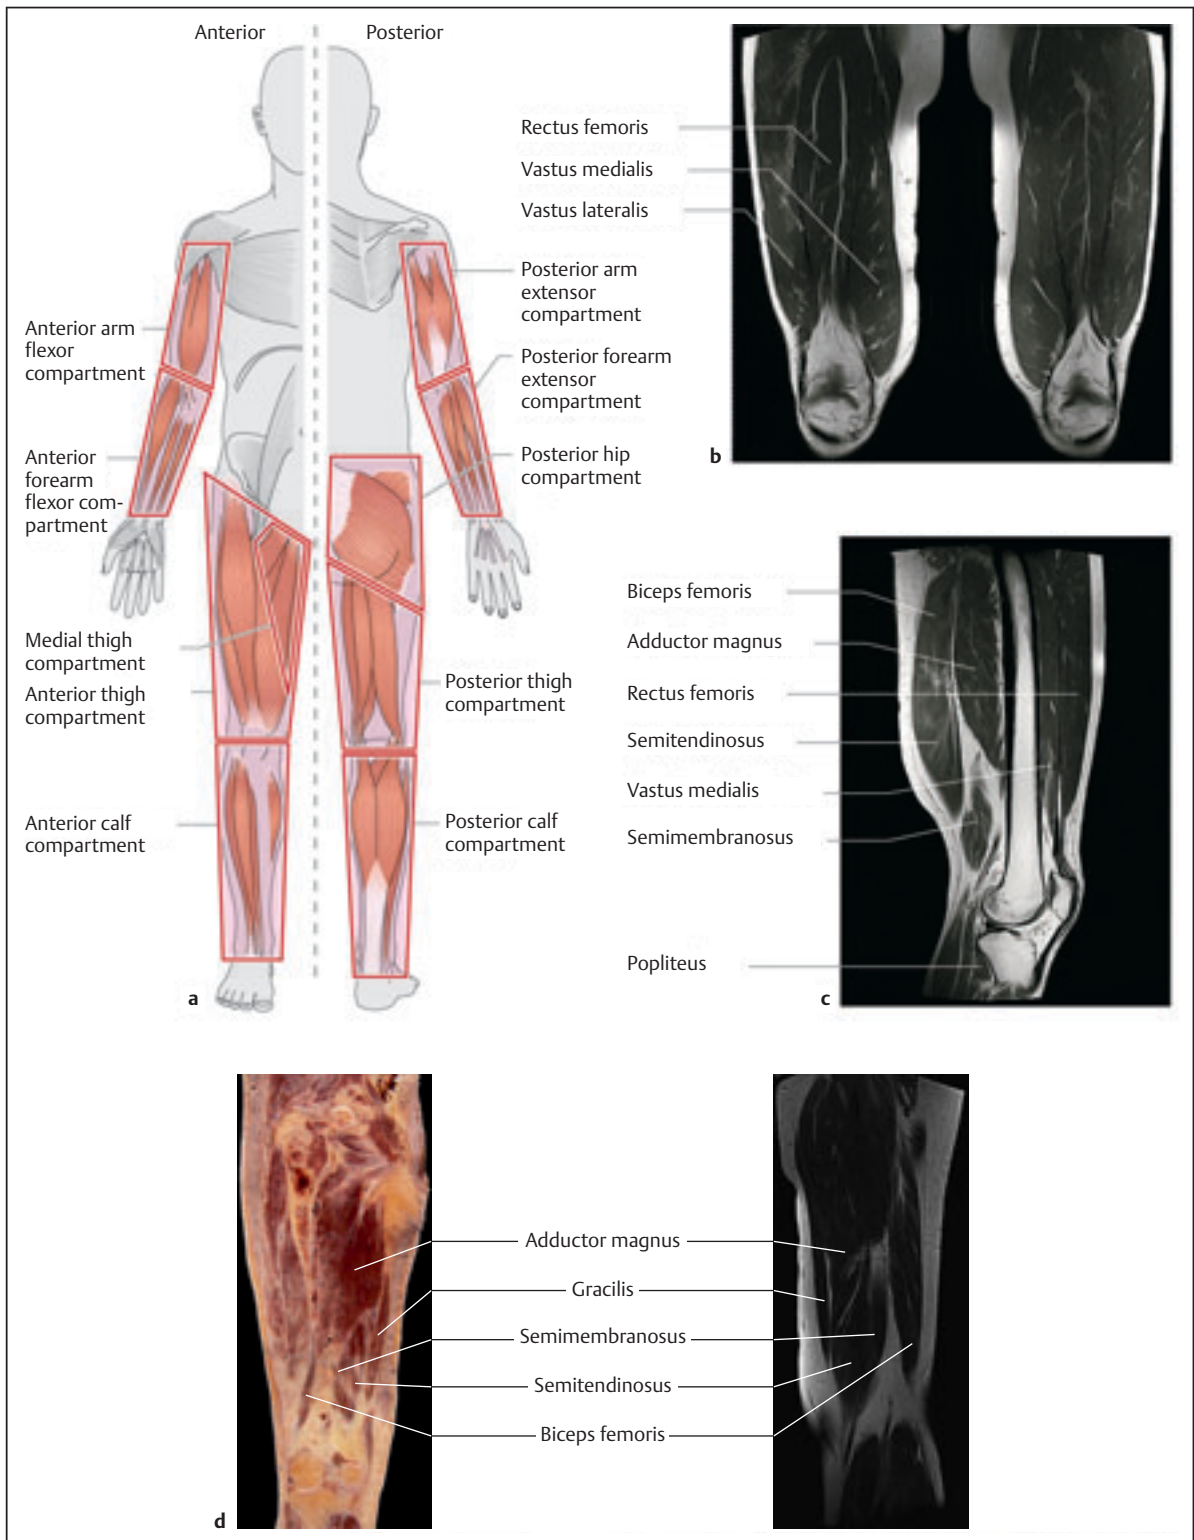 Anterior
Posterior
Anterior arm
flexor
compartment
Anterior
forearm
flexor com-
partment
Medial thigh
compartment
Anterior thigh
compartment
Anterior calf
compartment
Posterior arm
extensor
compartment
Posterior forearm
extensor
compartment
Posterior hip
compartment
Posterior thigh
compartment
Posterior calf
compartment
a
Rectus femoris
Vastus medialis
Vastus lateralis
b
Biceps femoris
Adductor magnus
Rectus femoris
Semitendinosus
Vastus medialis
Semimembranosus
Popliteus
c
Adductor magnus
Gracilis
Semimembranosus
Semitendinosus
Biceps femoris
d